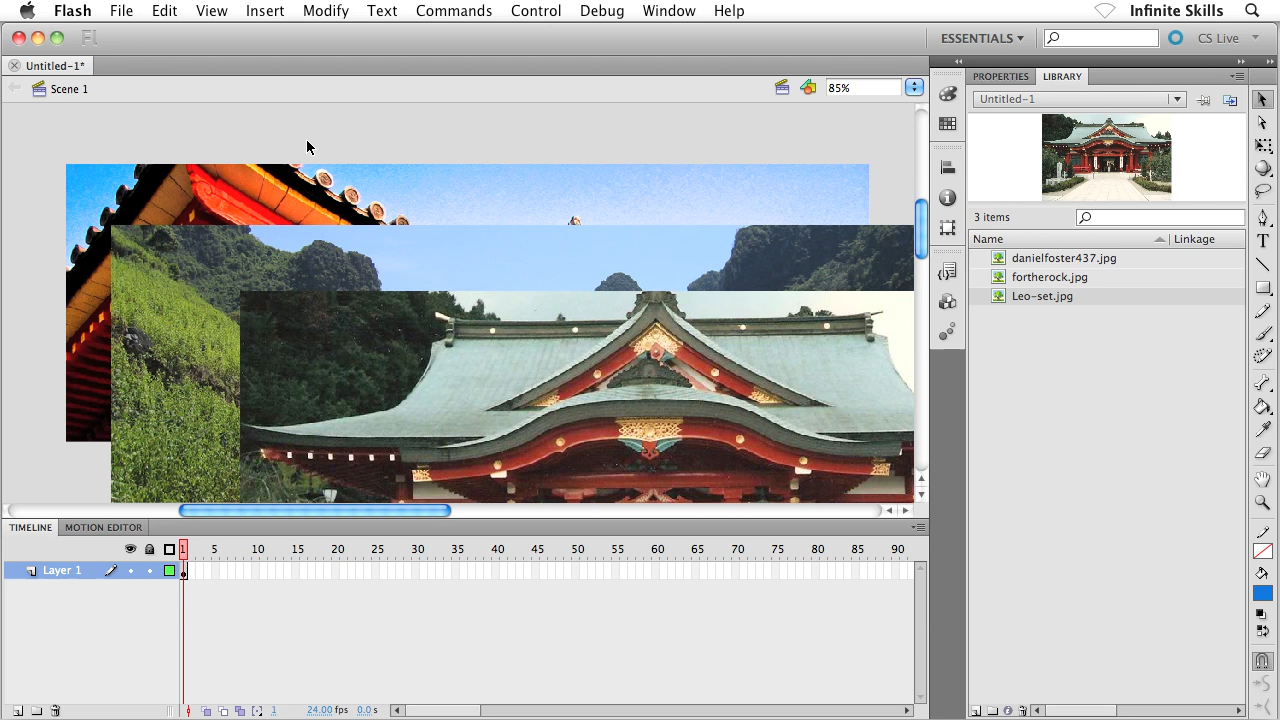 Flash File Edit View Insert Modify Text Commands Control Debug Window Help Infinite Skills
Fl ESSENTIALS CS Live
Untitled-1*
Scene 1 85%
PROPERTIES LIBRARY
Untitled-1
3 items
Name Linkage
danielfoster437.jpg
fortherock.jpg
Leo-set.jpg
T
TIMELINE MOTION EDITOR
1 5 10 15 20 25 30 35 40 45 50 55 60 65 70 75 80 85 90
Layer 1
1 24.00 fps 0.0 s